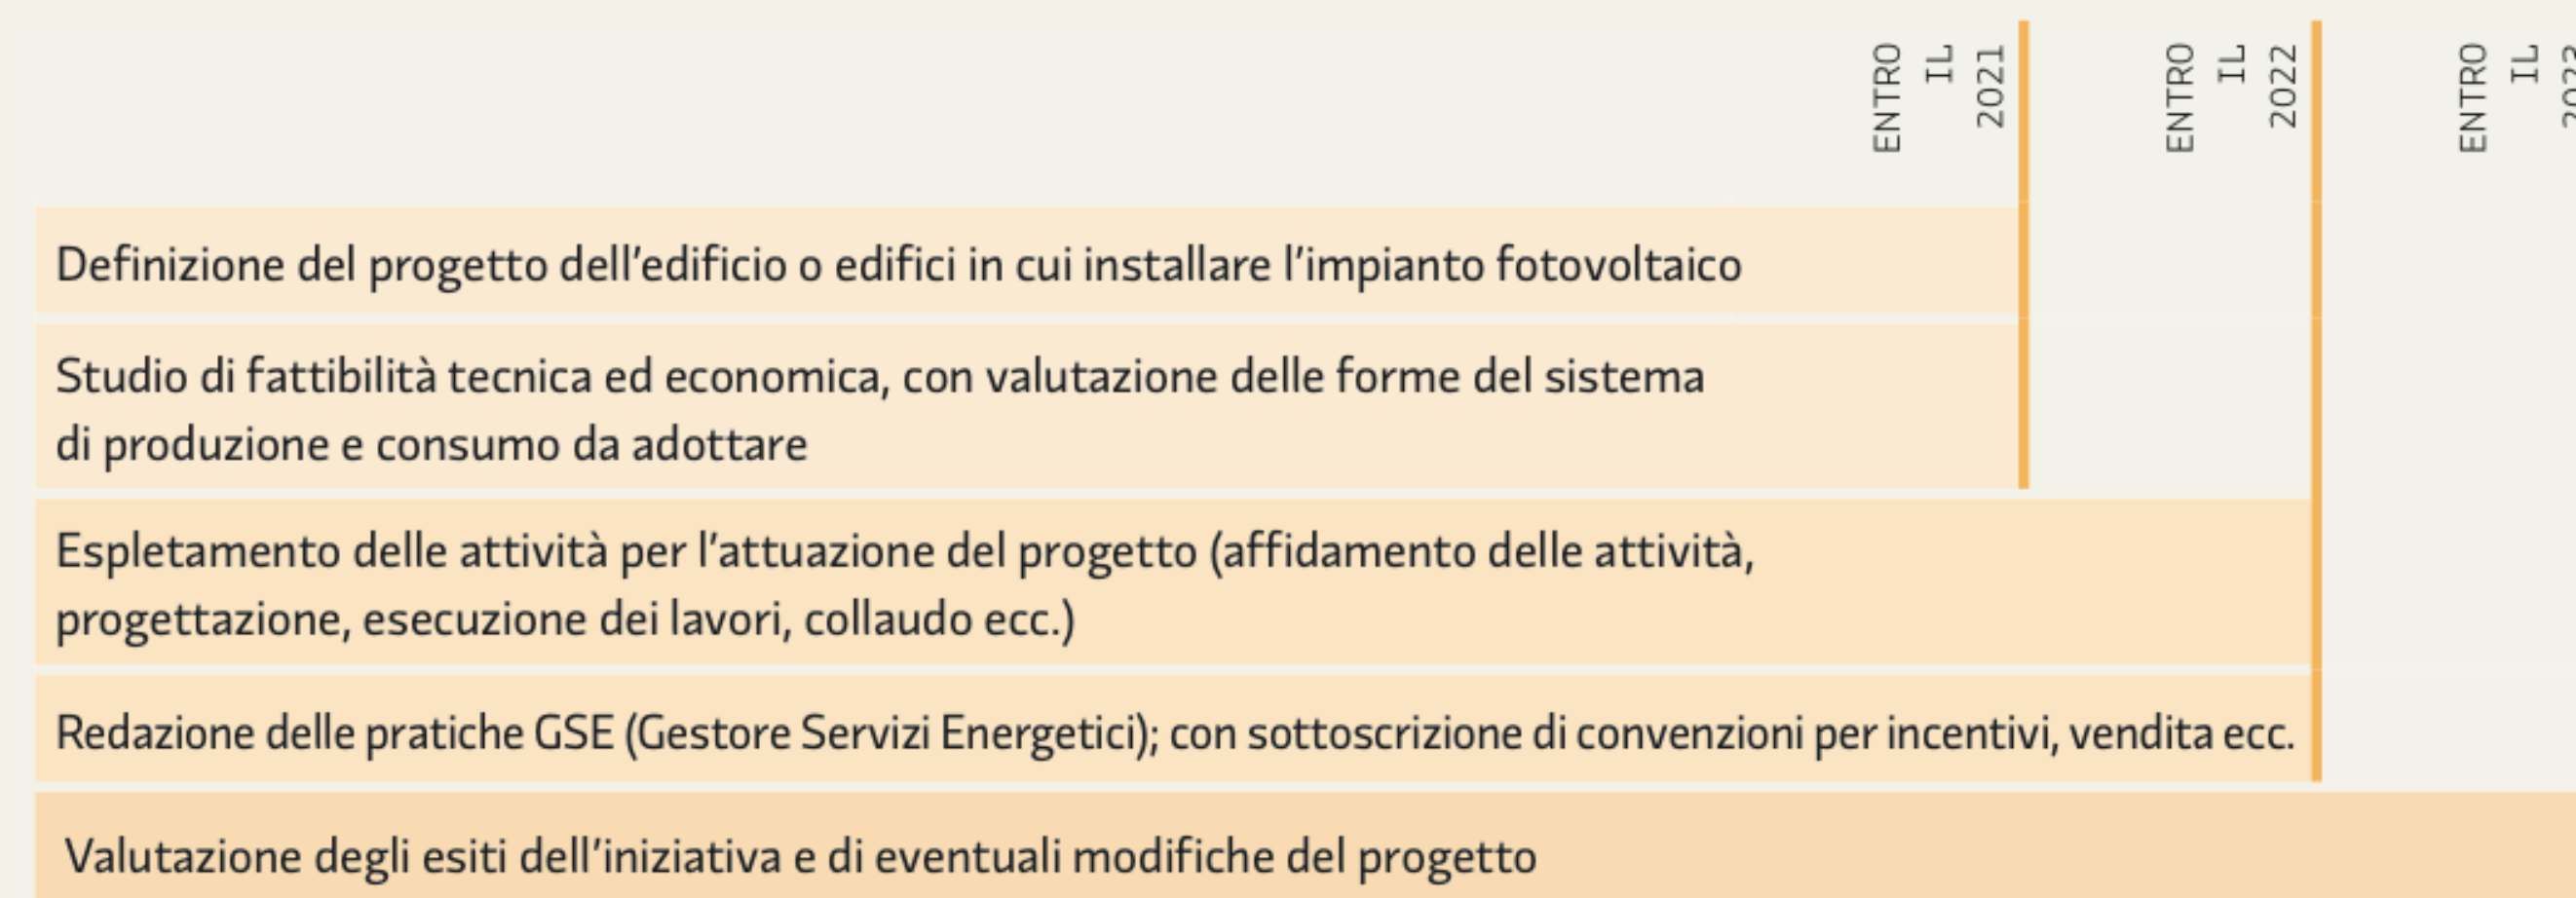 ENTRO
IL
2021
ENTRO
IL
2022
ENTRO
IL
Definizione del progetto dell’edificio o edifici in cui installare l’impianto fotovoltaico
Studio di fattibilità tecnica ed economica, con valutazione delle forme del sistema
di produzione e consumo da adottare
Espletamento delle attività per l’attuazione del progetto (affidamento delle attività,
progettazione, esecuzione dei lavori, collaudo ecc.)
Redazione delle pratiche GSE (Gestore Servizi Energetici); con sottoscrizione di convenzioni per incentivi, vendita ecc.
Valutazione degli esiti dell’iniziativa e di eventuali modifiche del progetto